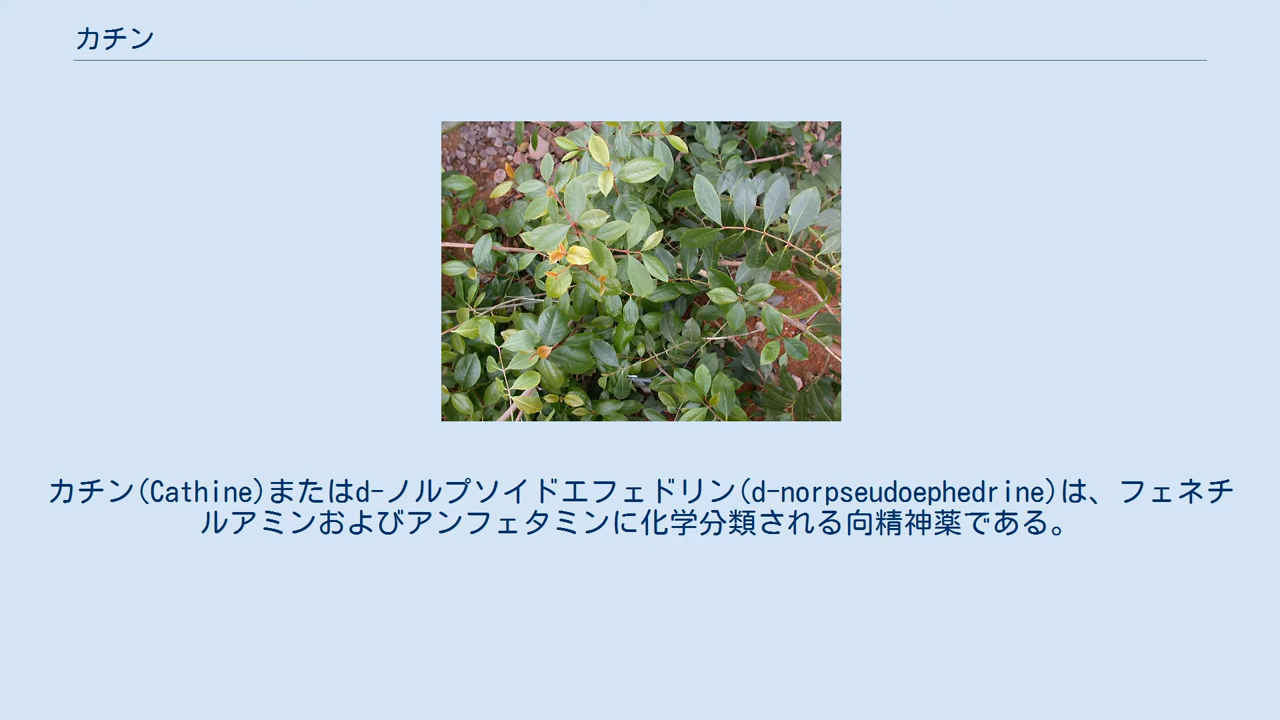 カチン
カチン(Cathine)またはd-ノルプソイドエフェドリン(d-norpseudoephedrine)は、フェネチ
ルアミンおよびアンフェタミンに化学分類される向精神薬である。